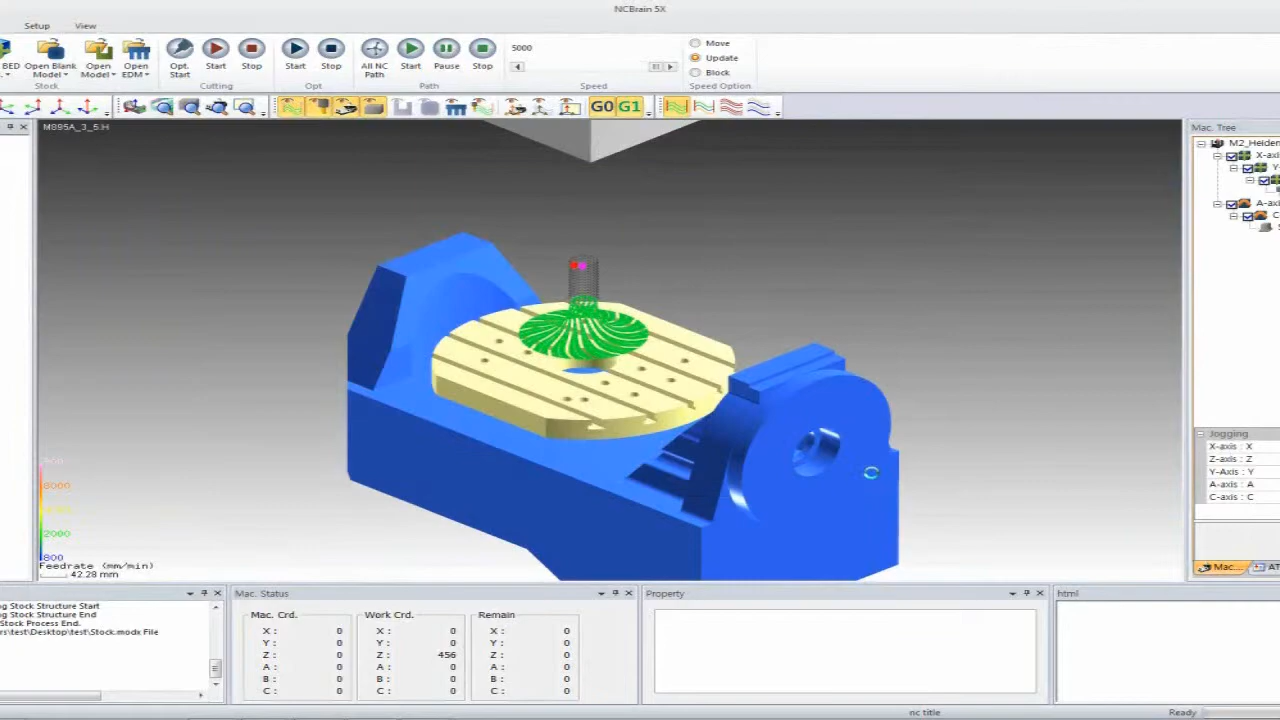 NCBrain 5X
Setup View
BED Open Blank Model Open Model Open EDM Opt. Start Start Stop Start Stop All NC Path Start Pause Stop
5000
Move
Update
Block
Stock Cutting Opt Path Speed Speed Option
G0 G1
M895A_3_5.H
Mac. Tree
M2_Heiden
X-axi
Y-
A-axi
C
Jogging
X-axis : X
Z-axis : Z
Y-Axis : Y
A-axis : A
C-axis : C
Mac... AT
8000
2000
800
Feedrate (mm/min)
42.28 mm
g Stock Structure Start
g Stock Structure End
Stock Process End.
rs\test\Desktop\test\Stock.modx File
Mac. Status
Mac. Crd. Work Crd. Remain
X : 0 X : 0 X : 0
Y : 0 Y : 0 Y : 0
Z : 0 Z : 456 Z : 0
A : 0 A : 0 A : 0
B : 0 B : 0 B : 0
C : 0 C : 0 C : 0
Property
html
nc title
Ready